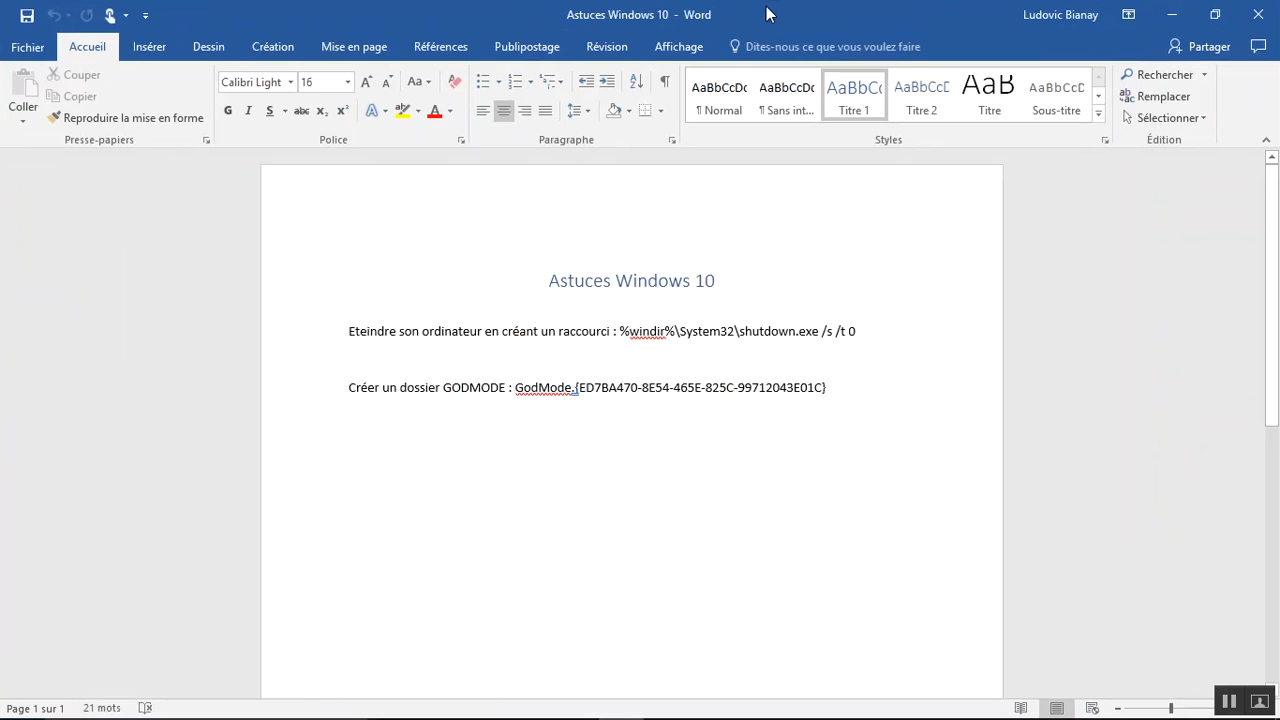 Astuces Windows 10 - Word
Ludovic Bianay
Fichier Accueil Insérer Dessin Création Mise en page Références Publipostage Révision Affichage Dites-nous ce que vous voulez faire Partager
Coller
Couper
Copier
Reproduire la mise en forme
Presse-papiers
Calibri Light 16
G I S abc x₂ x²
Police
Paragraphe
AaBbCcDc AaBbCcDc AaBbCc AaBbCcD AaB AaBbCcD
¶ Normal ¶ Sans int... Titre 1 Titre 2 Titre Sous-titre
Styles
Rechercher
Remplacer
Sélectionner
Édition
Astuces Windows 10
Eteindre son ordinateur en créant un raccourci : %windir%\System32\shutdown.exe /s /t 0
Créer un dossier GODMODE : GodMode.{ED7BA470-8E54-465E-825C-99712043E01C}
Page 1 sur 1 21 mots